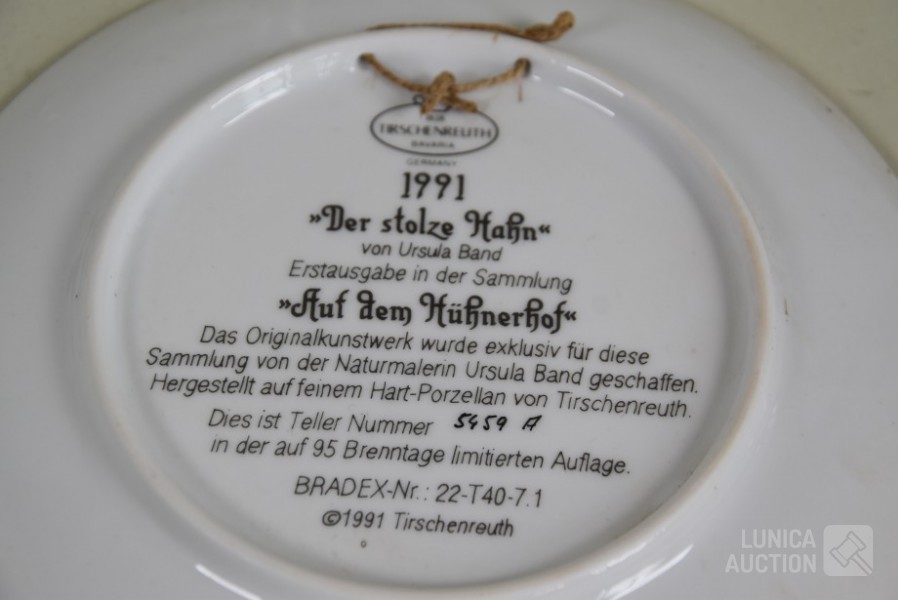 TIRSCHENREUTH
BAVARIA
GERMANY
1991
»Der stolze Hahn«
von Ursula Band
Erstausgabe in der Sammlung
»Auf dem Hühnerhof«
Das Originalkunstwerk wurde exklusiv für diese
Sammlung von der Naturmalerin Ursula Band geschaffen.
Hergestellt auf feinem Hart-Porzellan von Tirschenreuth.
Dies ist Teller Nummer 5459 A
in der auf 95 Brenntage limitierten Auflage.
BRADEX-Nr.: 22-T40-7.1
©1991 Tirschenreuth
LUNICA
AUCTION